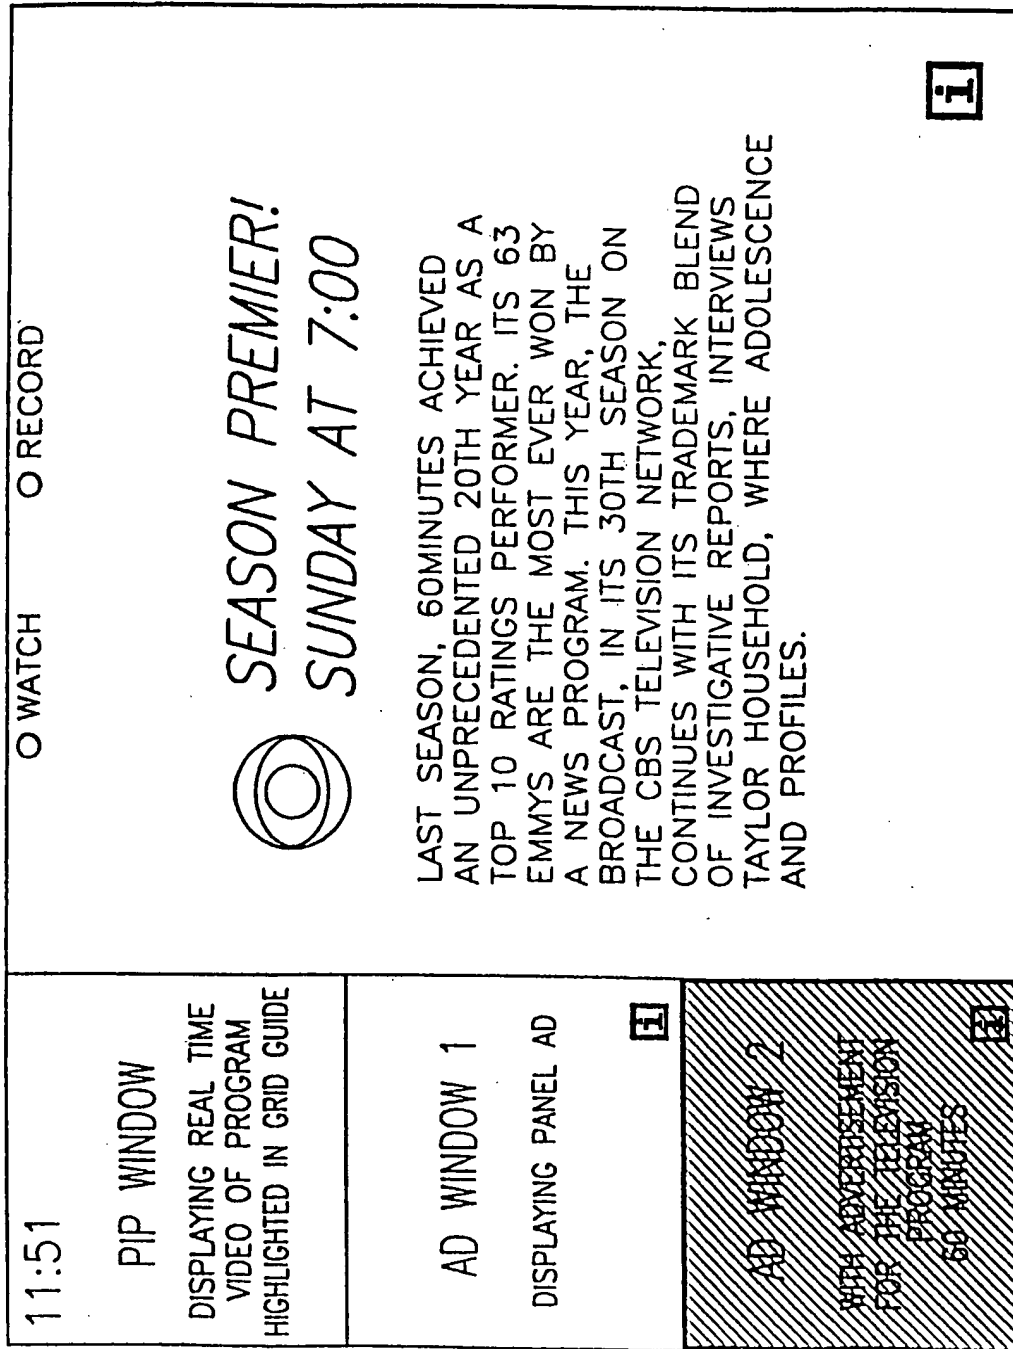 11:51
PIP WINDOW
DISPLAYING REAL TIME
VIDEO OF PROGRAM
HIGHLIGHTED IN GRID GUIDE
AD WINDOW 1
DISPLAYING PANEL AD
i
AD WINDOW 2
WITH ADVERTISEMENT
FOR THE TELEVISION
PROGRAM
60 MINUTES
i
O WATCH O RECORD
SEASON PREMIER!
SUNDAY AT 7:00
LAST SEASON, 60MINUTES ACHIEVED
AN UNPRECEDENTED 20TH YEAR AS A
TOP 10 RATINGS PERFORMER. ITS 63
EMMYS ARE THE MOST EVER WON BY
A NEWS PROGRAM. THIS YEAR, THE
BROADCAST, IN ITS 30TH SEASON ON
THE CBS TELEVISION NETWORK,
CONTINUES WITH ITS TRADEMARK BLEND
OF INVESTIGATIVE REPORTS, INTERVIEWS
TAYLOR HOUSEHOLD, WHERE ADOLESCENCE
AND PROFILES.
i